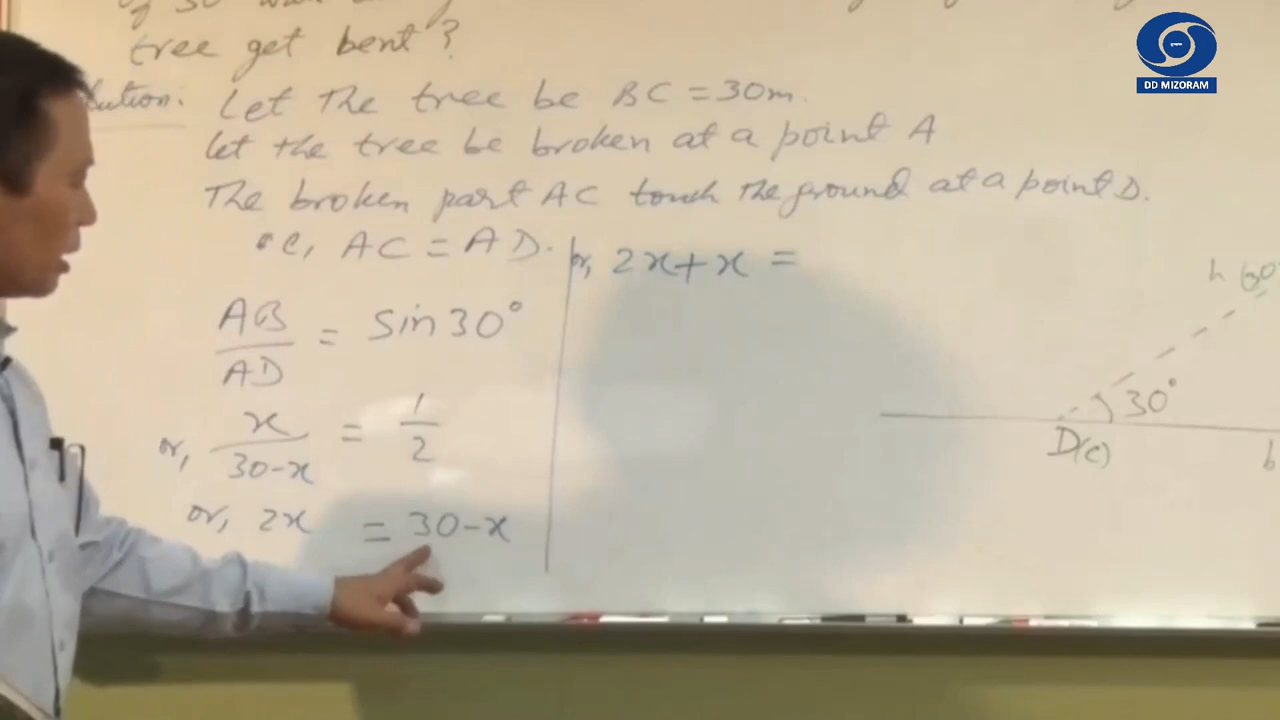 of 30
tree get bent?
Let The tree be BC = 30m.
let the tree be broken at a point A
The broken part AC touch the ground at a point D.
AC = AD.
AB/AD = Sin 30°
or, x/30-x = 1/2
or, 2x = 30-x
or, 2x+x =
30°
D(c)
b
DD MIZORAM